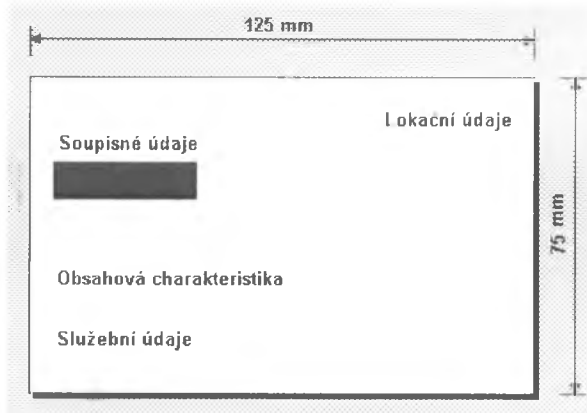 125 mm
Lokační údaje
Soupisné údaje
75 mm
Obsahová charakteristika
Služební údaje